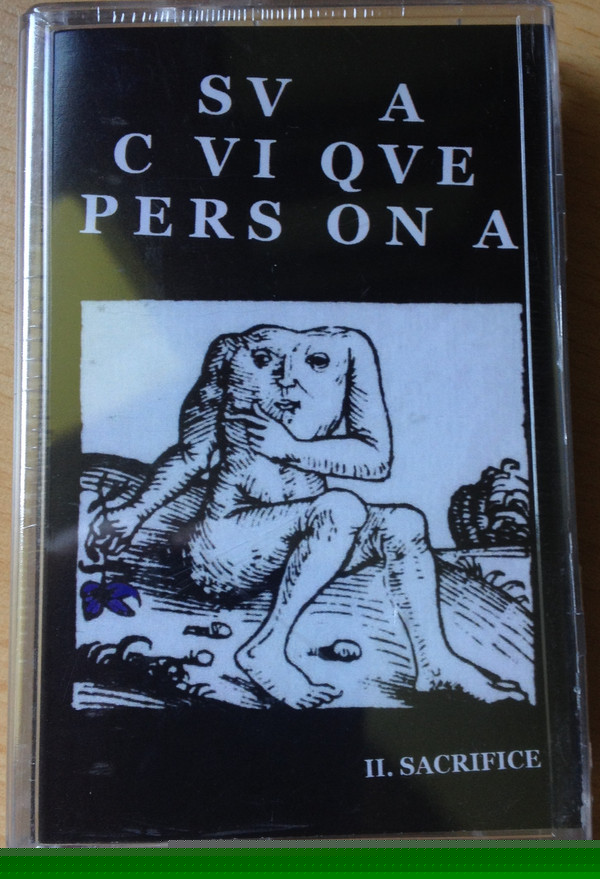 SV A
C VI QVE
PERS ON A
II. SACRIFICE